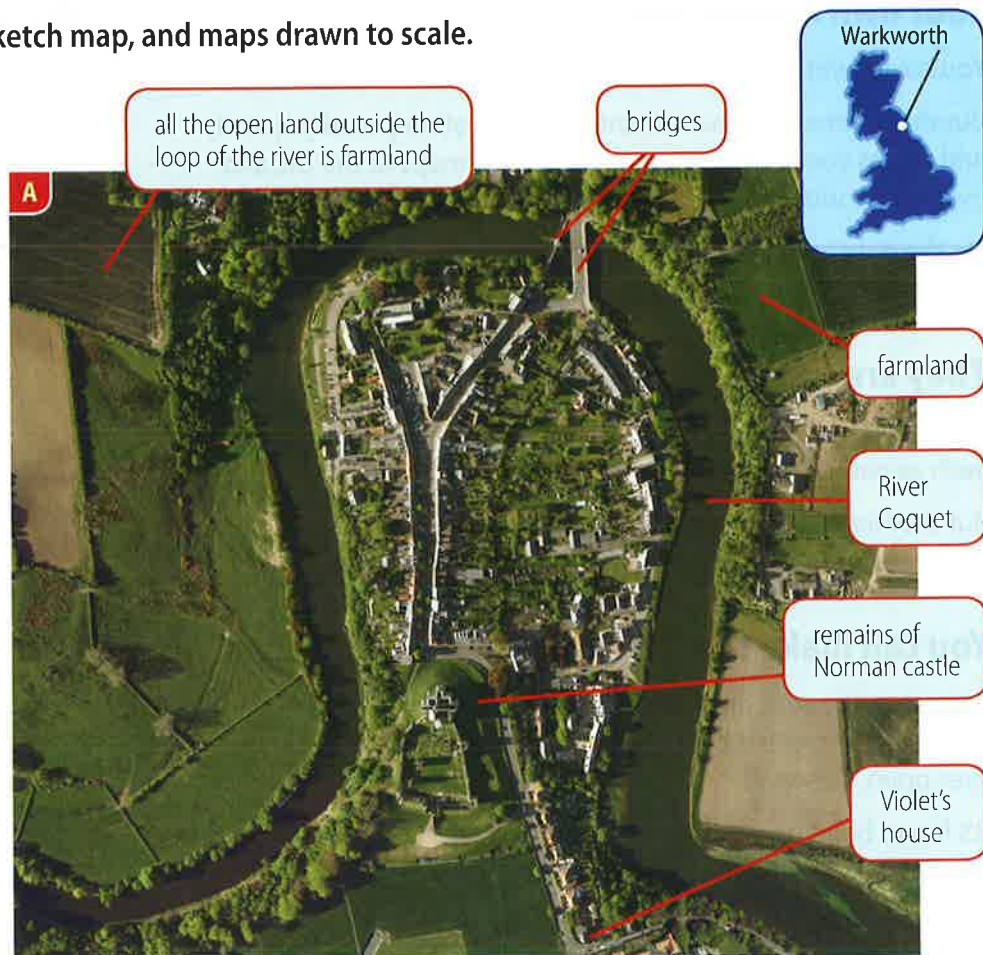 ketch map, and maps drawn to scale.
Warkworth
all the open land outside the
loop of the river is farmland
bridges
A
farmland
River
Coquet
remains of
Norman castle
Violet's
house